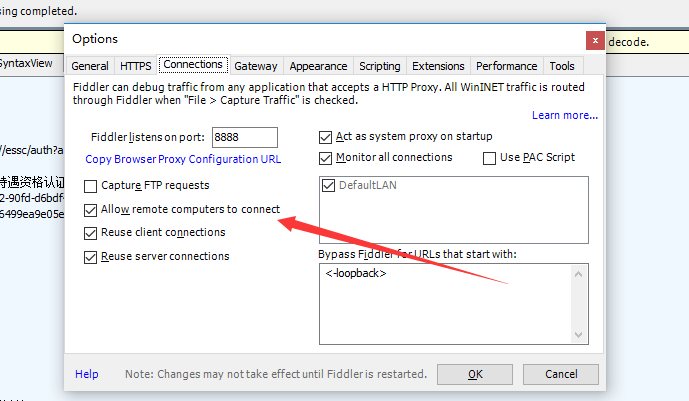 sing completed.
Options
x
decode.
SyntaxView
General HTTPS Connections Gateway Appearance Scripting Extensions Performance Tools
Fiddler can debug traffic from any application that accepts a HTTP Proxy. All WinINET traffic is routed
through Fiddler when "File > Capture Traffic" is checked.
Learn more...
Fiddler listens on port: 8888
Act as system proxy on startup
Copy Browser Proxy Configuration URL
Monitor all connections
Use PAC Script
//essc/auth?a
Capture FTP requests
DefaultLAN
待遇资格认证
2-90fd-d6bdf
Allow remote computers to connect
6499ea9e05e
Reuse client connections
Reuse server connections
Bypass Fiddler for URLs that start with:
<-loopback>
Help
Note: Changes may not take effect until Fiddler is restarted.
OK
Cancel